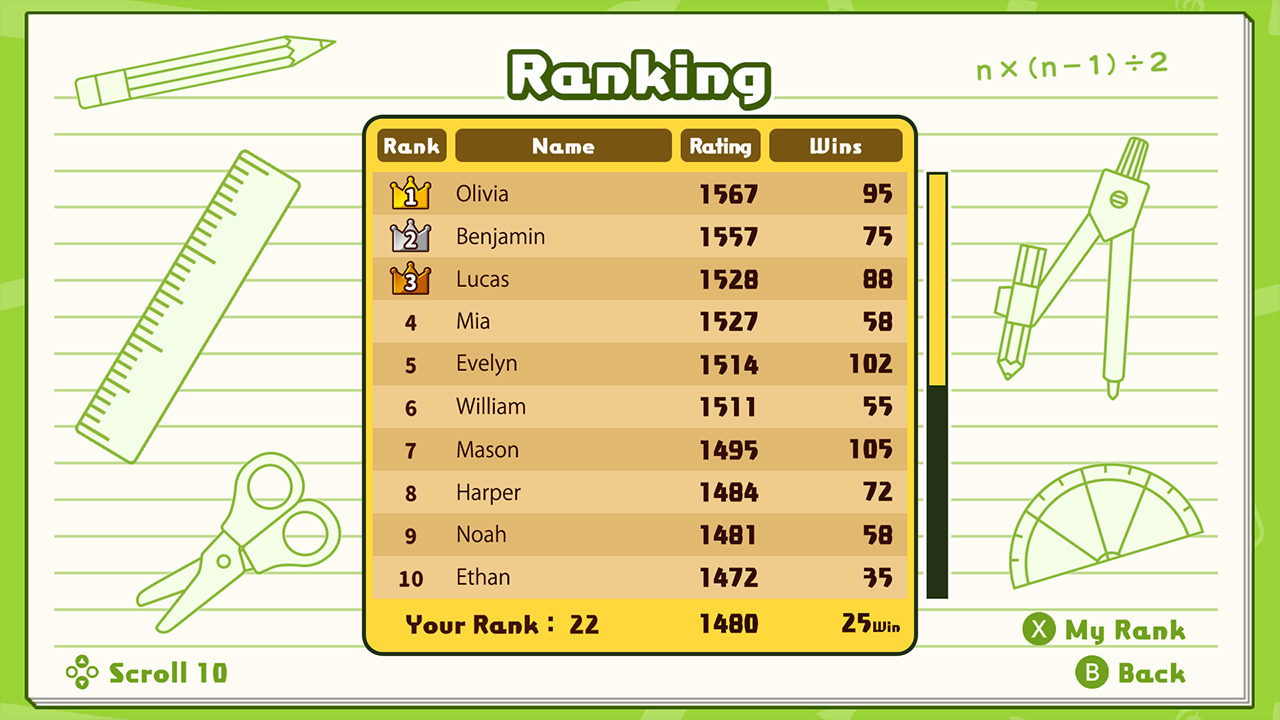 Ranking
n×(n-1)÷2
Rank Name Rating Wins
1 Olivia 1567 95
2 Benjamin 1557 75
3 Lucas 1528 88
4 Mia 1527 58
5 Evelyn 1514 102
6 William 1511 55
7 Mason 1495 105
8 Harper 1484 72
9 Noah 1481 58
10 Ethan 1472 35
Your Rank : 22 1480 25Win
X My Rank
Scroll 10
B Back